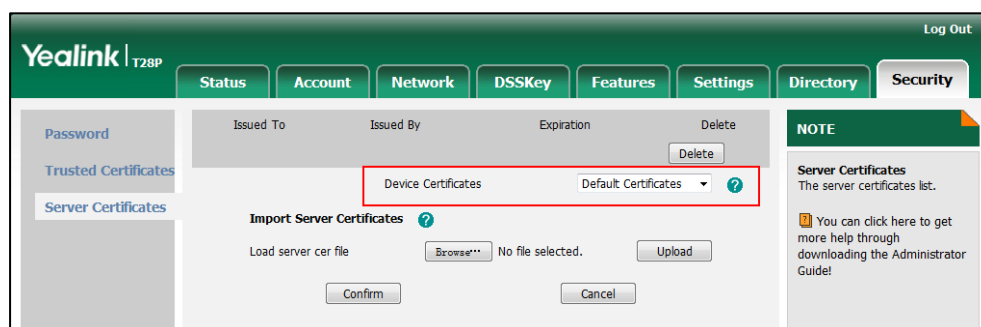 Log Out
Yealink T28P
Status Account Network DSSKey Features Settings Directory Security
Password
Trusted Certificates
Server Certificates
Issued To Issued By Expiration Delete
Delete
Device Certificates Default Certificates ?
Import Server Certificates ?
Load server cer file Browse... No file selected. Upload
Confirm Cancel
NOTE
Server Certificates
The server certificates list.
? You can click here to get
more help through
downloading the Administrator
Guide!